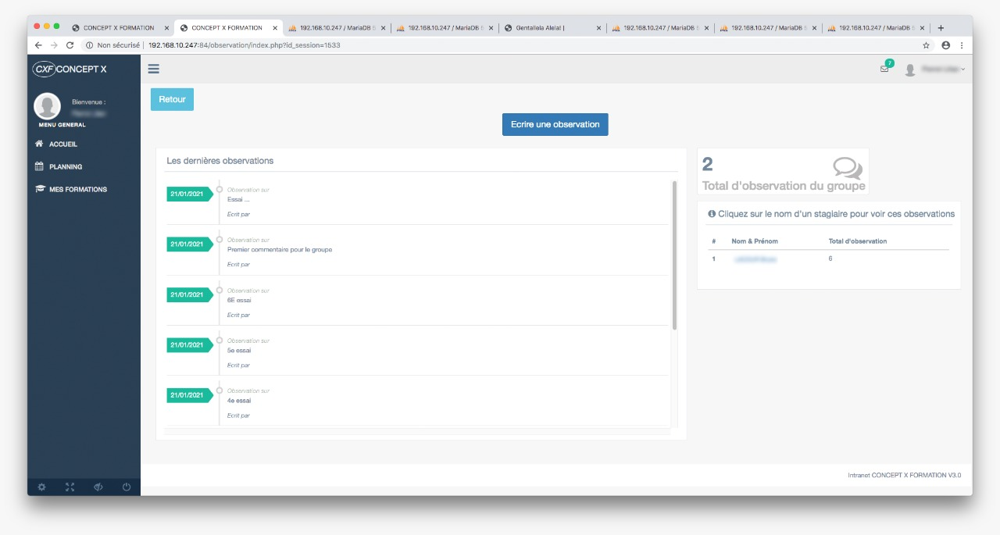 CONCEPT X FORMATION
CONCEPT X FORMATION
192.168.10.247 / MariaDB 5
192.168.10.247 / MariaDB 5
Gentallela Alela! |
192.168.10.247 / MariaDB 5
192.168.10.247 / MariaDB 5
192.168.10.247 / MariaDB 5
Non sécurisé | 192.168.10.247:84/observation/index.php?id_session=1533
CXF CONCEPT X
7
Bienvenue :
MENU GENERAL
ACCUEIL
PLANNING
MES FORMATIONS
Retour
Ecrire une observation
Les dernières observations
21/01/2021
Observation sur
Essai ...
Ecrit par
21/01/2021
Observation sur
Premier commentaire pour le groupe
Ecrit par
21/01/2021
Observation sur
6E essai
Ecrit par
21/01/2021
Observation sur
5e essai
Ecrit par
21/01/2021
Observation sur
4e essai
Ecrit par
2
Total d'observation du groupe
Cliquez sur le nom d'un stagiaire pour voir ces observations
# Nom & Prénom Total d'observation
1 6
Intranet CONCEPT X FORMATION V3.0